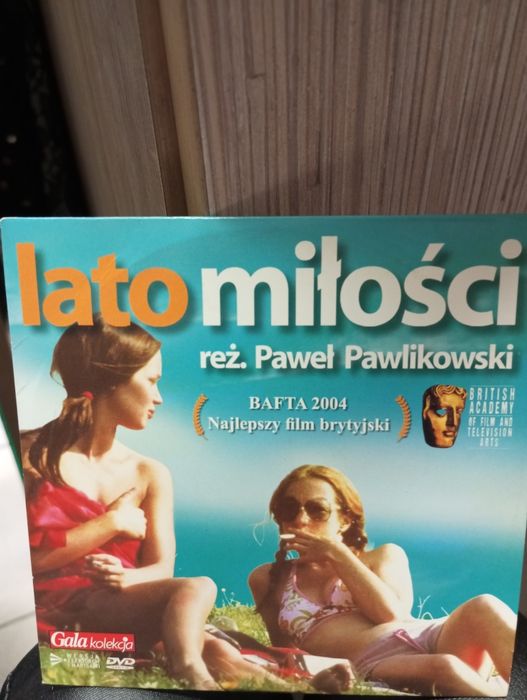 lato miłości
reż. Paweł Pawlikowski
BAFTA 2004
Najlepszy film brytyjski
BRITISH
ACADEMY
OF FILM AND
TELEVISION
ARTS
Gala kolekcja
WERSJA
DVD